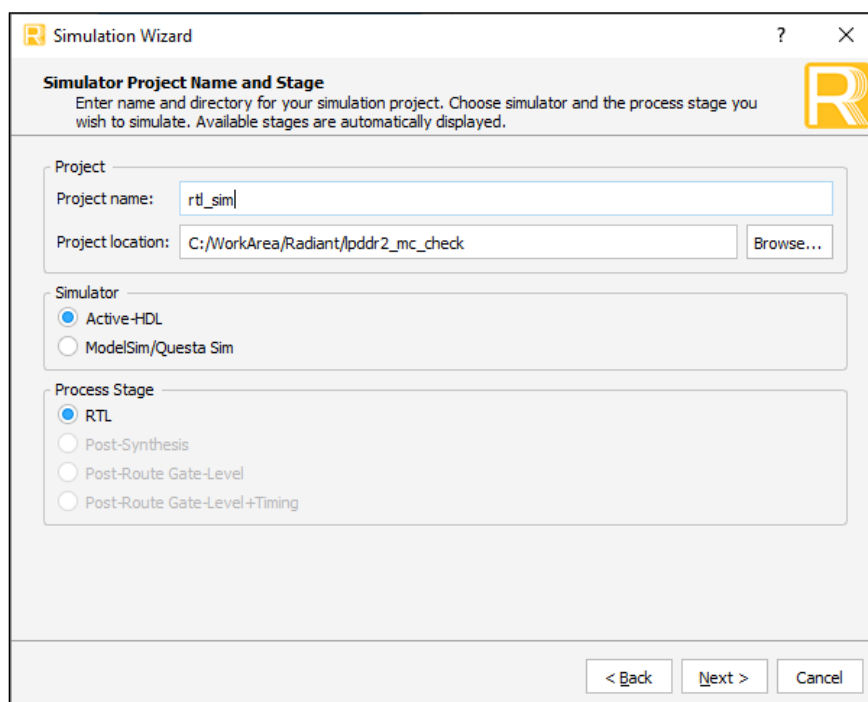 Simulation Wizard
Simulator Project Name and Stage
Enter name and directory for your simulation project. Choose simulator and the process stage you
wish to simulate. Available stages are automatically displayed.
Project
Project name: rtl_sim
Project location: C:/WorkArea/Radiant/lpddr2_mc_check Browse...
Simulator
Active-HDL
ModelSim/Questa Sim
Process Stage
RTL
Post-Synthesis
Post-Route Gate-Level
Post-Route Gate-Level+Timing
< Back Next > Cancel